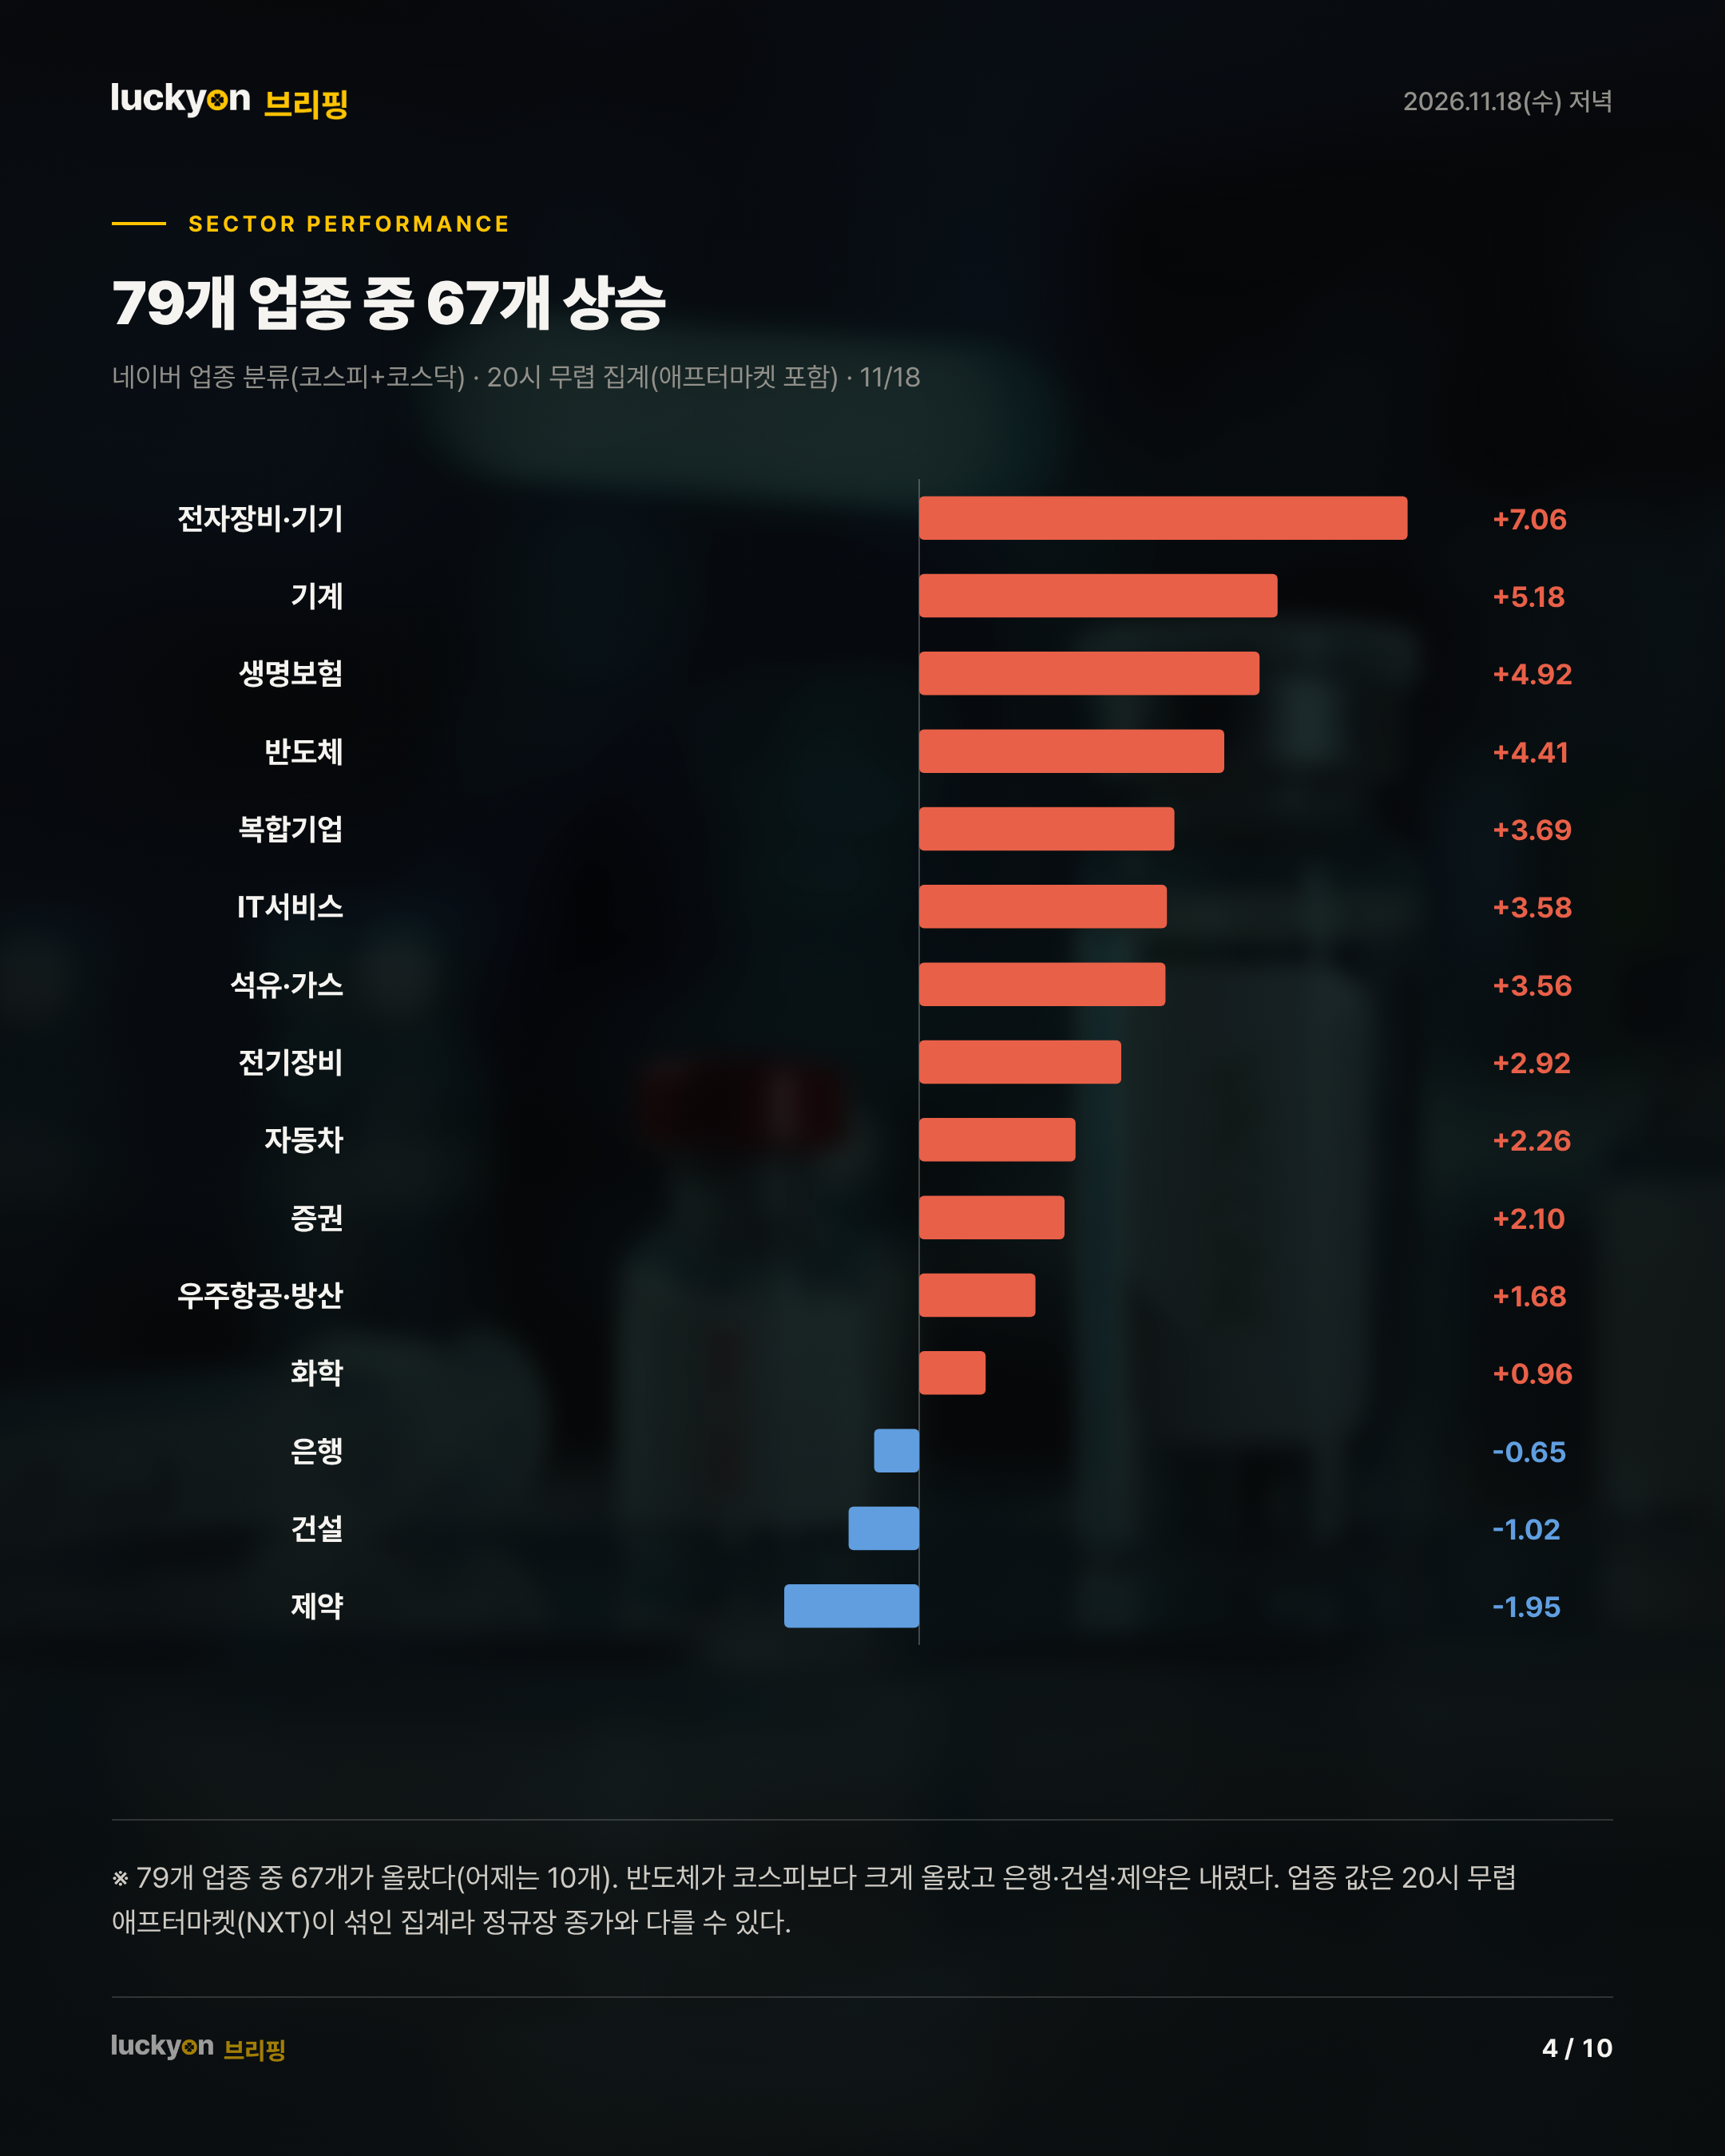 luckyon 브리핑
2026.11.18(수) 저녁
SECTOR PERFORMANCE
79개 업종 중 67개 상승
네이버 업종 분류(코스피+코스닥) · 20시 무렵 집계(애프터마켓 포함) · 11/18
전자장비·기기 +7.06
기계 +5.18
생명보험 +4.92
반도체 +4.41
복합기업 +3.69
IT서비스 +3.58
석유·가스 +3.56
전기장비 +2.92
자동차 +2.26
증권 +2.10
우주항공·방산 +1.68
화학 +0.96
은행 -0.65
건설 -1.02
제약 -1.95
※ 79개 업종 중 67개가 올랐다(어제는 10개). 반도체가 코스피보다 크게 올랐고 은행·건설·제약은 내렸다. 업종 값은 20시 무렵
애프터마켓(NXT)이 섞인 집계라 정규장 종가와 다를 수 있다.
luckyon 브리핑
4 / 10